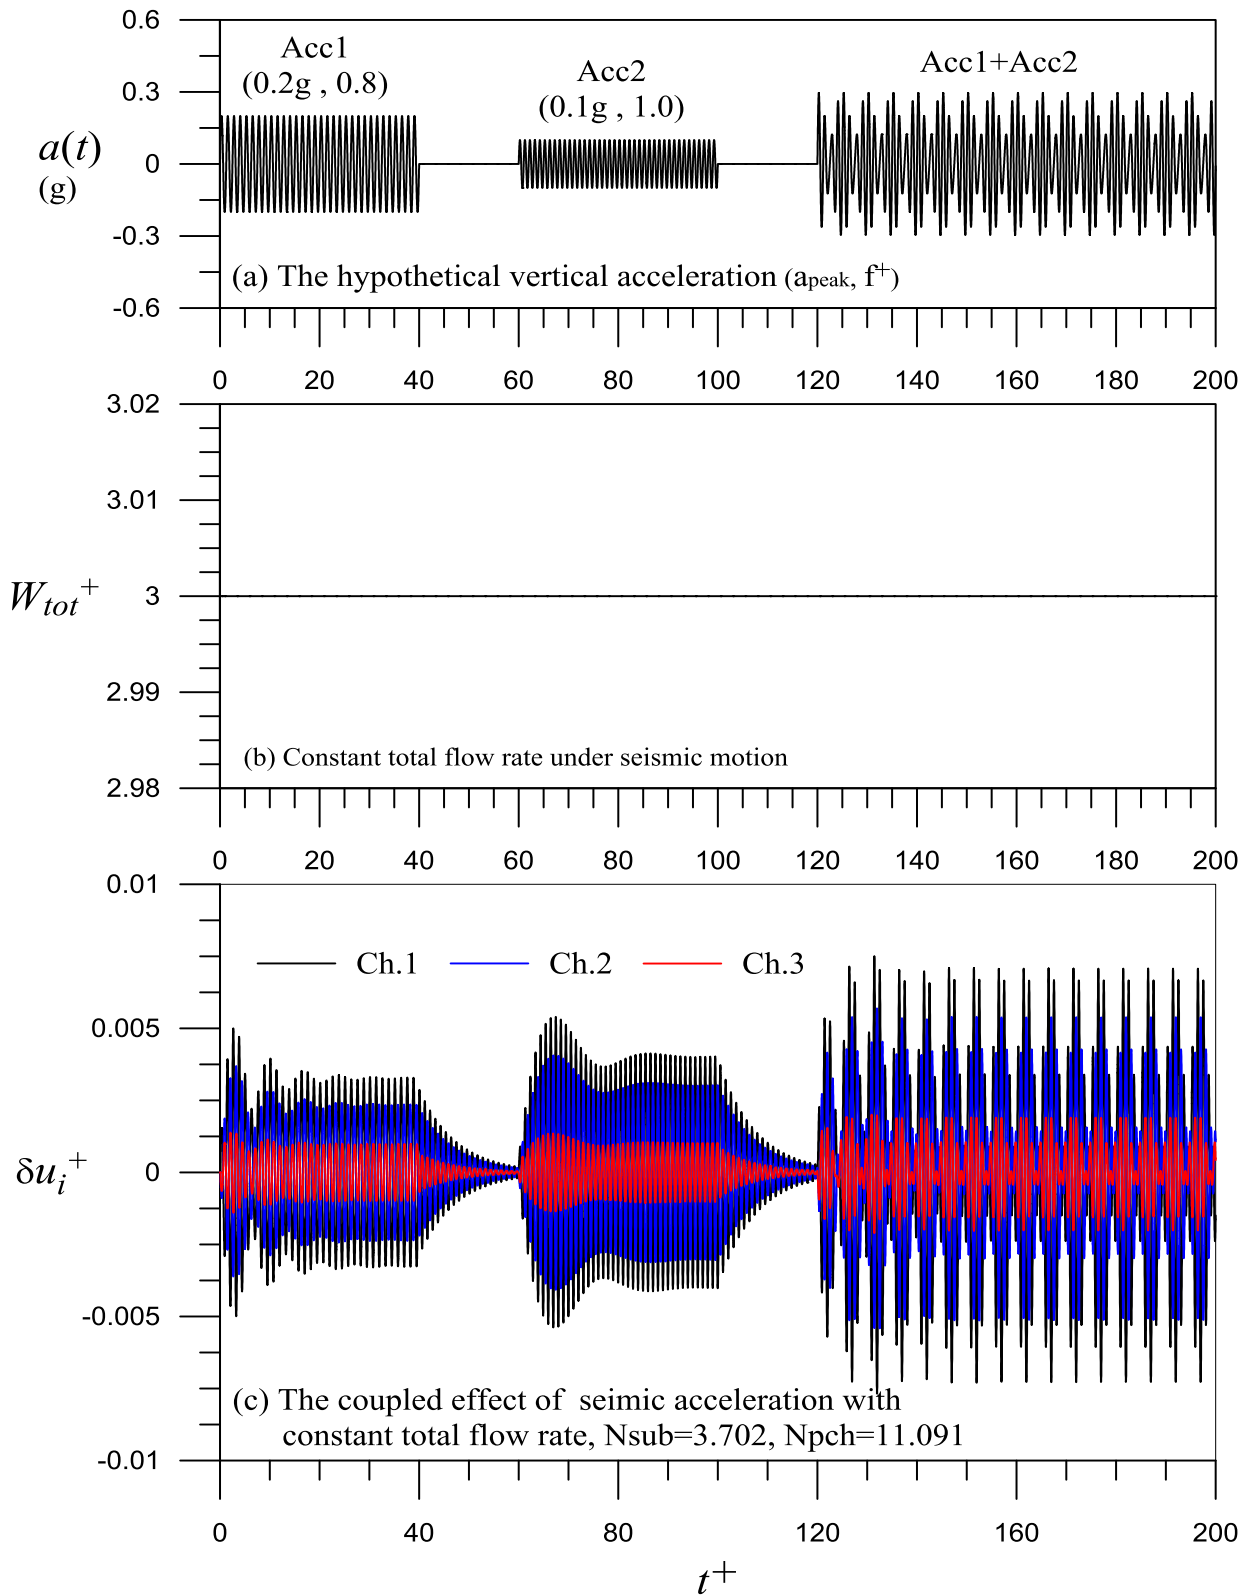 0.6
Acc1
(0.2g , 0.8)
Acc2
(0.1g , 1.0)
Acc1+Acc2
0.3
a(t)
(g)
0
-0.3
(a) The hypothetical vertical acceleration (apeak, f+)
-0.6
0 20 40 60 80 100 120 140 160 180 200
3.02
3.01
Wtot+
3
2.99
(b) Constant total flow rate under seismic motion
2.98
0 20 40 60 80 100 120 140 160 180 200
0.01
Ch.1 Ch.2 Ch.3
0.005
δui+
0
-0.005
(c) The coupled effect of seimic acceleration with
constant total flow rate, Nsub=3.702, Npch=11.091
-0.01
0 20 40 60 80 100 120 140 160 180 200
t+